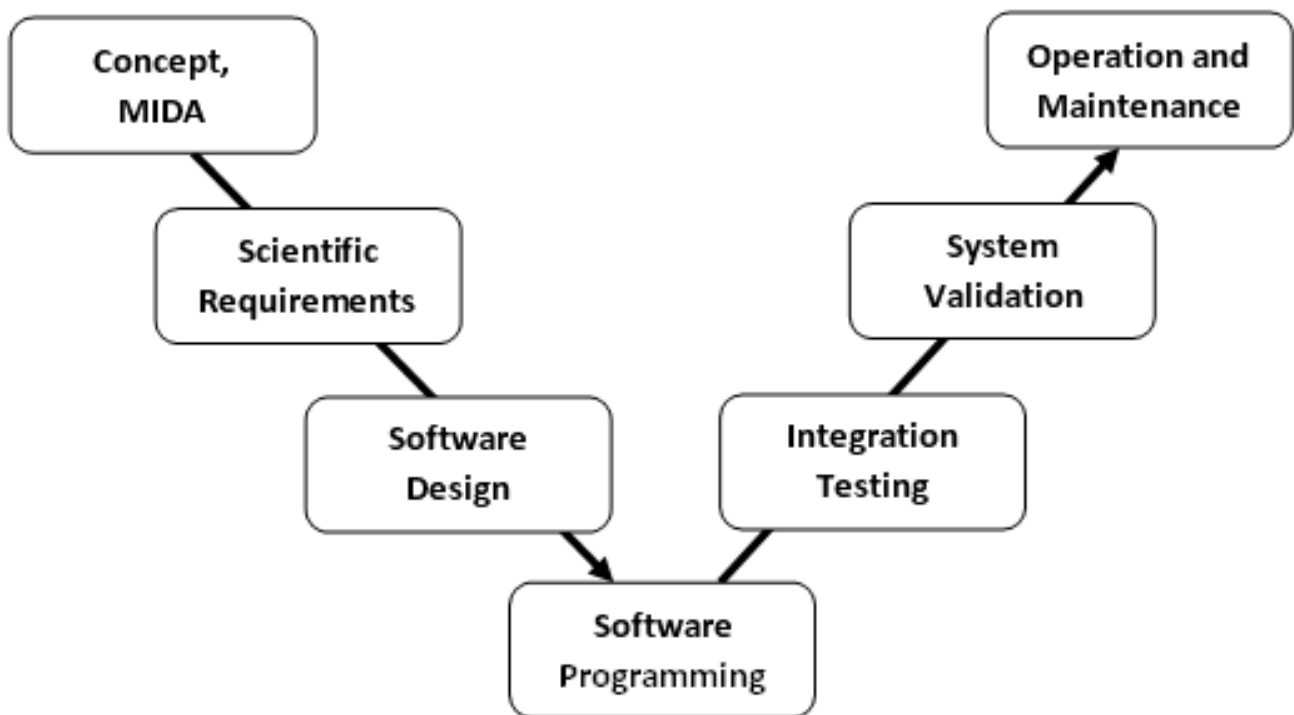 Concept,
MIDA
Scientific
Requirements
Software
Design
Software
Programming
Integration
Testing
System
Validation
Operation and
Maintenance